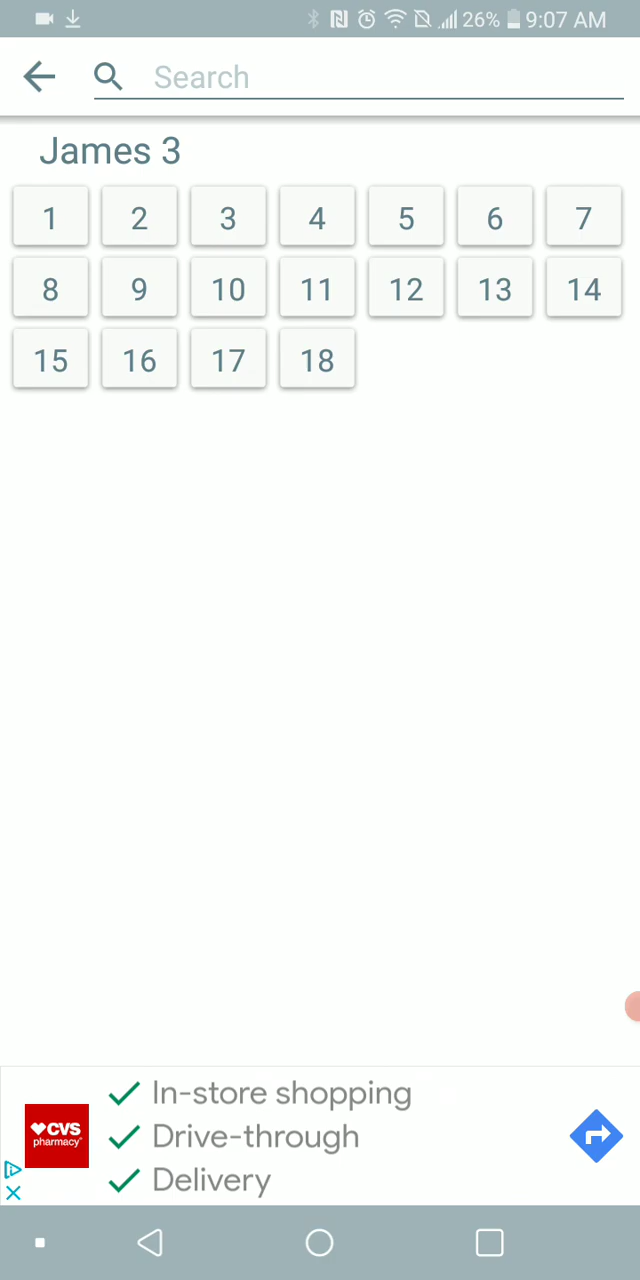 26% 9:07 AM
Search
James 3
1 2 3 4 5 6 7
8 9 10 11 12 13 14
15 16 17 18
In-store shopping
CVS
pharmacy
Drive-through
Delivery